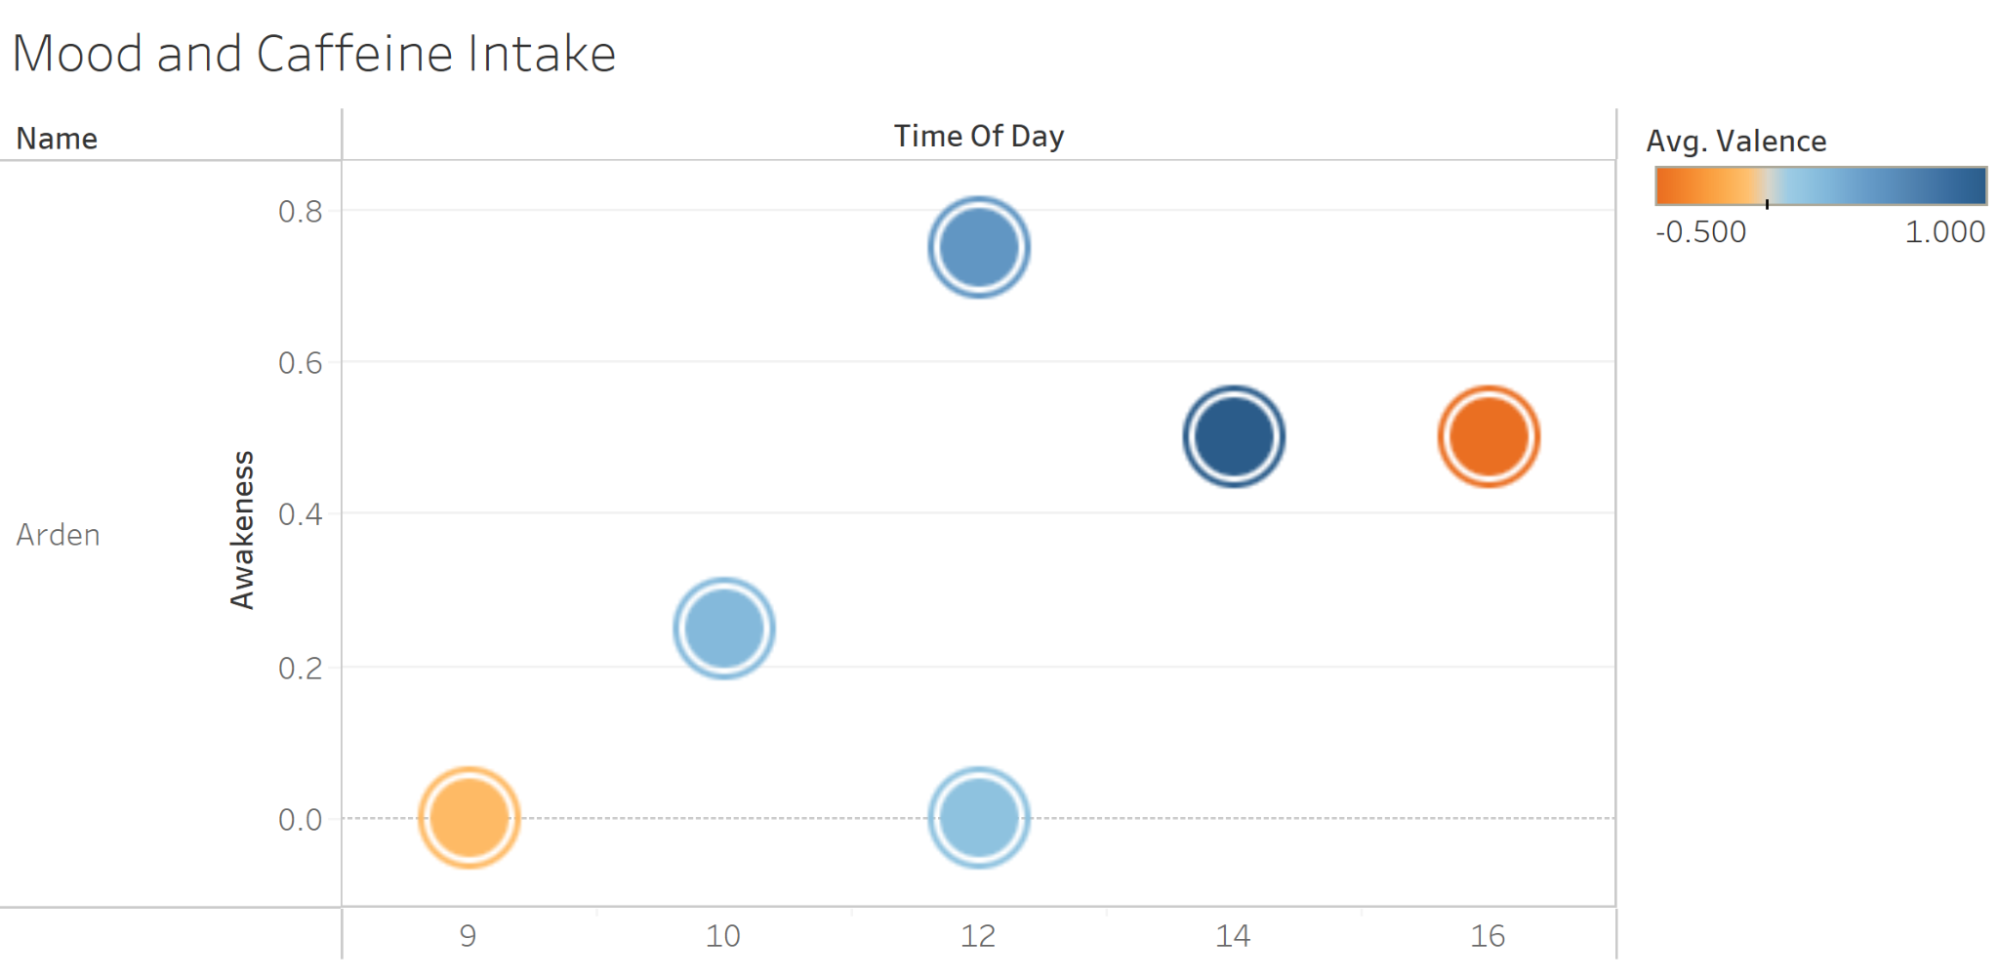 Mood and Caffeine Intake
Name
Time Of Day
Avg. Valence
-0.500 1.000
0.8
0.6
0.4
0.2
0.0
Awakeness
Arden
9 10 12 14 16